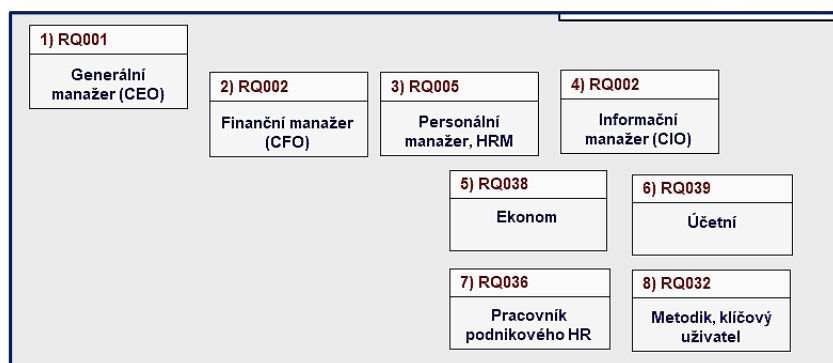 1) RQ001
Generální
manažer (CEO)
2) RQ002
Finanční manažer
(CFO)
3) RQ005
Personální
manažer, HRM
4) RQ002
Informační
manažer (CIO)
5) RQ038
Ekonom
6) RQ039
Účetní
7) RQ036
Pracovník
podnikového HR
8) RQ032
Metodik, klíčový
uživatel